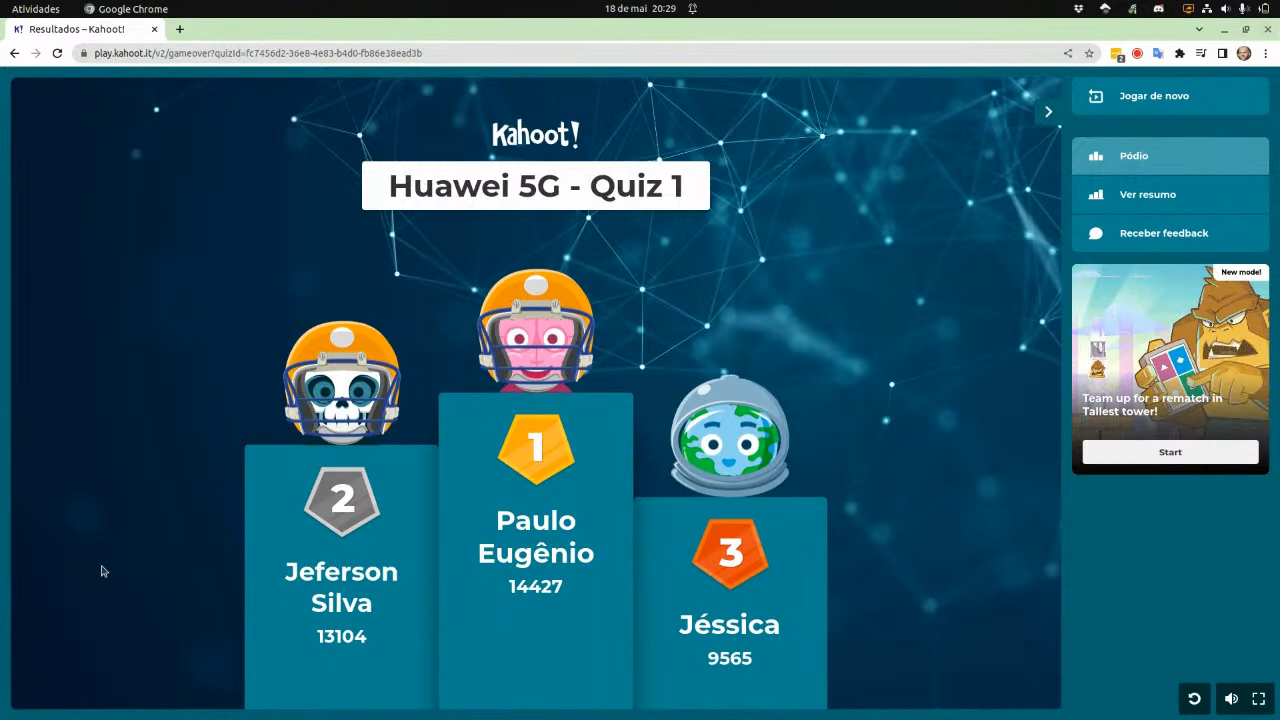 Atividades
Google Chrome
18 de mai 20:29
K! Resultados – Kahoot!
play.kahoot.it/v2/gameover?quizId=fc7456d2-36e8-4e83-b4d0-fb86e38ead3b
2
Kahoot!
Huawei 5G - Quiz 1
1
Paulo
Eugênio
14427
2
Jeferson
Silva
13104
3
Jéssica
9565
Jogar de novo
Pódio
Ver resumo
Receber feedback
New mode!
Team up for a rematch in
Tallest tower!
Start